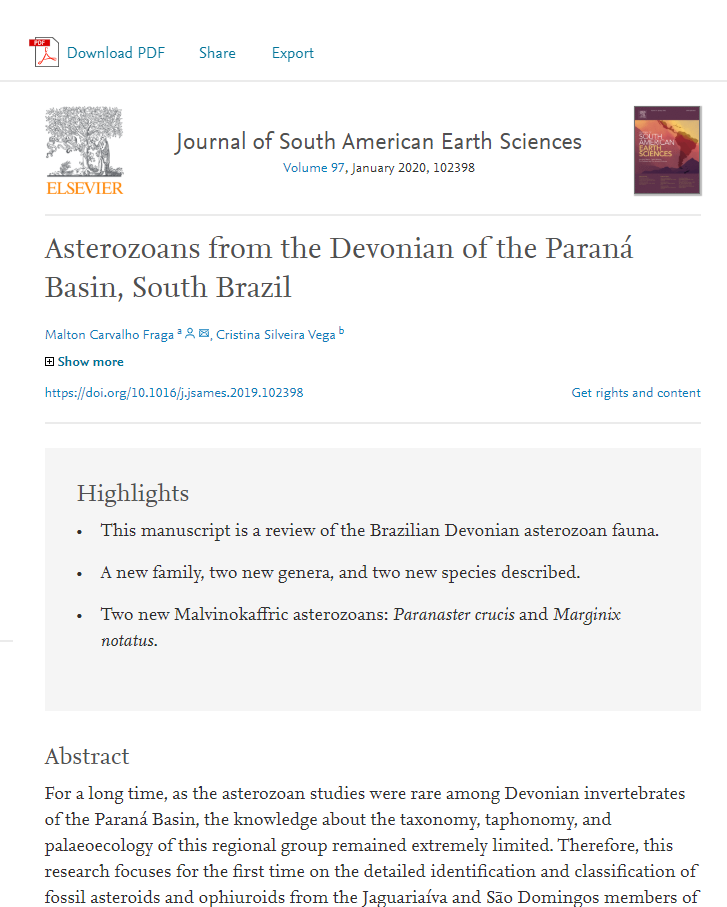 PDF
Download PDF Share Export
ELSEVIER
Journal of South American Earth Sciences
Volume 97, January 2020, 102398
SOUTH
AMERICAN
EARTH
SCIENCES
Asterozoans from the Devonian of the Paraná
Basin, South Brazil
Malton Carvalho Fraga a, Cristina Silveira Vega b
Show more
https://doi.org/10.1016/j.jsames.2019.102398 Get rights and content
Highlights
• This manuscript is a review of the Brazilian Devonian asterozoan fauna.
• A new family, two new genera, and two new species described.
• Two new Malvinokaffric asterozoans: Paranaster crucis and Marginix
notatus.
Abstract
For a long time, as the asterozoan studies were rare among Devonian invertebrates
of the Paraná Basin, the knowledge about the taxonomy, taphonomy, and
palaeoecology of this regional group remained extremely limited. Therefore, this
research focuses for the first time on the detailed identification and classification of
fossil asteroids and ophiuroids from the Jaguariaíva and São Domingos members of